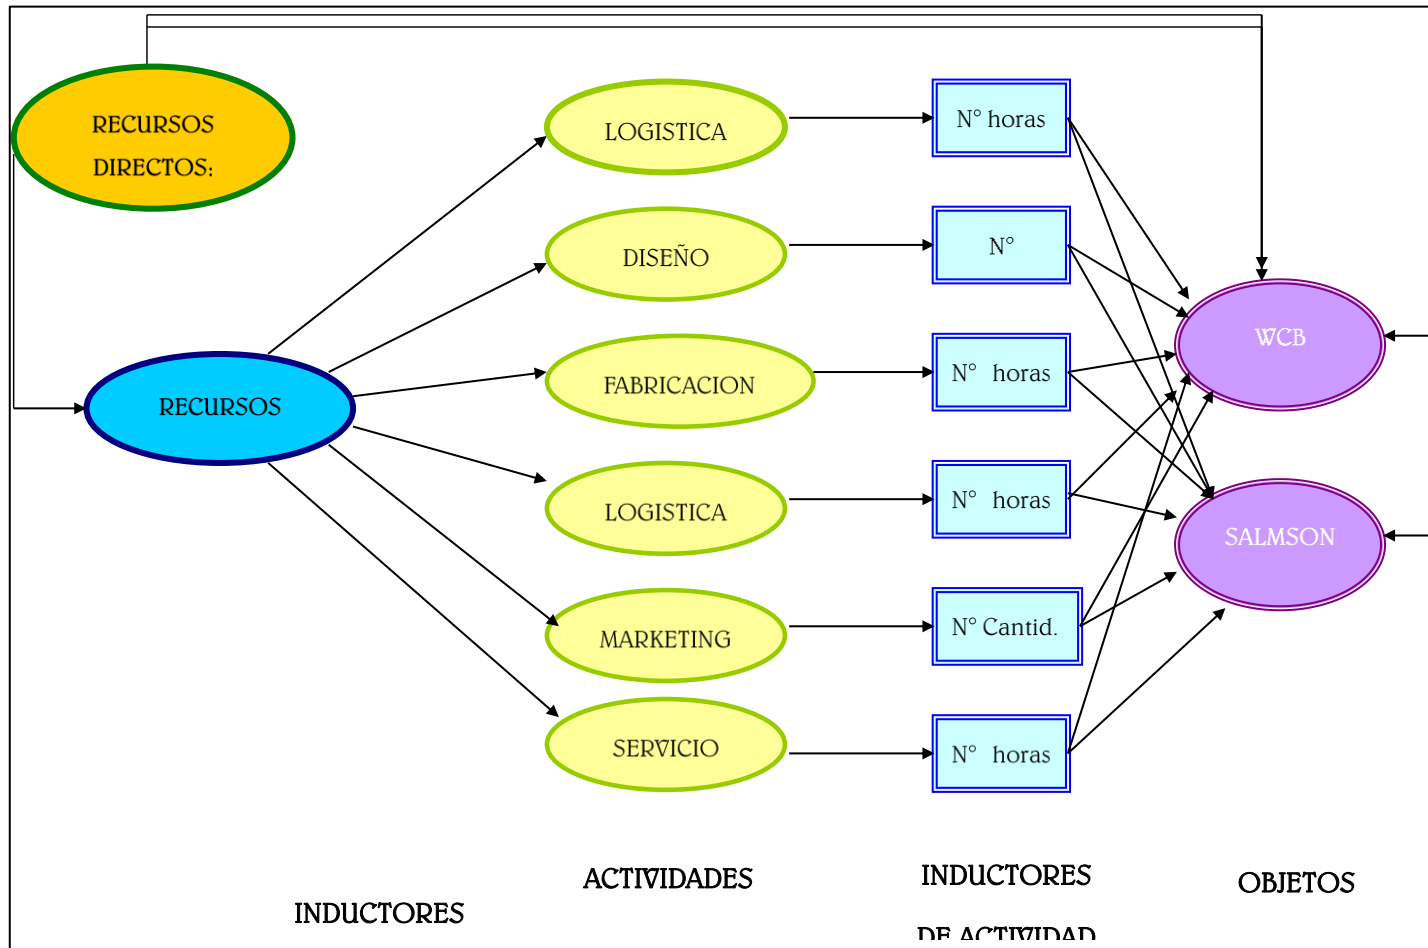 RECURSOS
DIRECTOS:
RECURSOS
LOGISTICA
DISEÑO
FABRICACION
LOGISTICA
MARKETING
SERVICIO
N° horas
N°
N° horas
N° horas
N° Cantid.
N° horas
WCB
SALMSON
INDUCTORES
ACTIVIDADES
INDUCTORES
DE ACTIVIDAD
OBJETOS